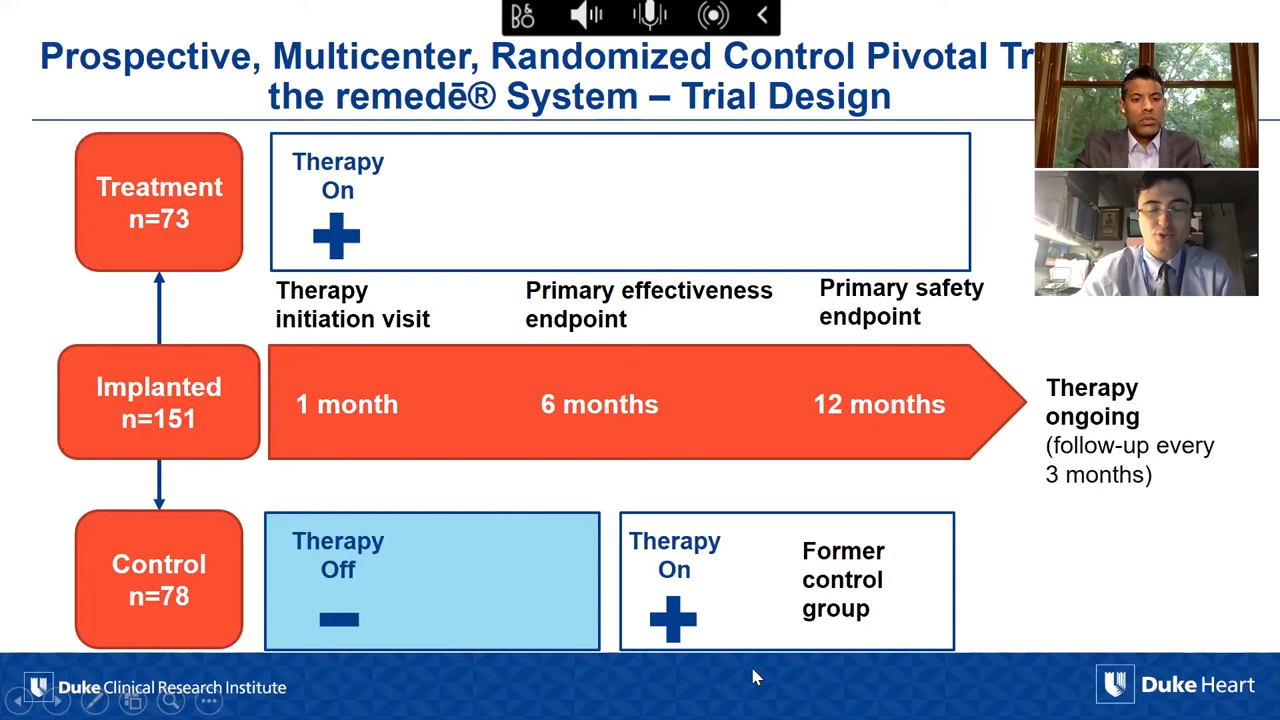 Prospective, Multicenter, Randomized Control Pivotal
the remedē® System – Trial Design
Treatment
n=73
Therapy
On
Therapy
initiation visit
Primary effectiveness
endpoint
Primary safety
endpoint
Implanted
n=151
1 month
6 months
12 months
Therapy
ongoing
(follow-up every
3 months)
Control
n=78
Therapy
Off
Therapy
On
Former
control
group
Duke Clinical Research Institute
Duke Heart